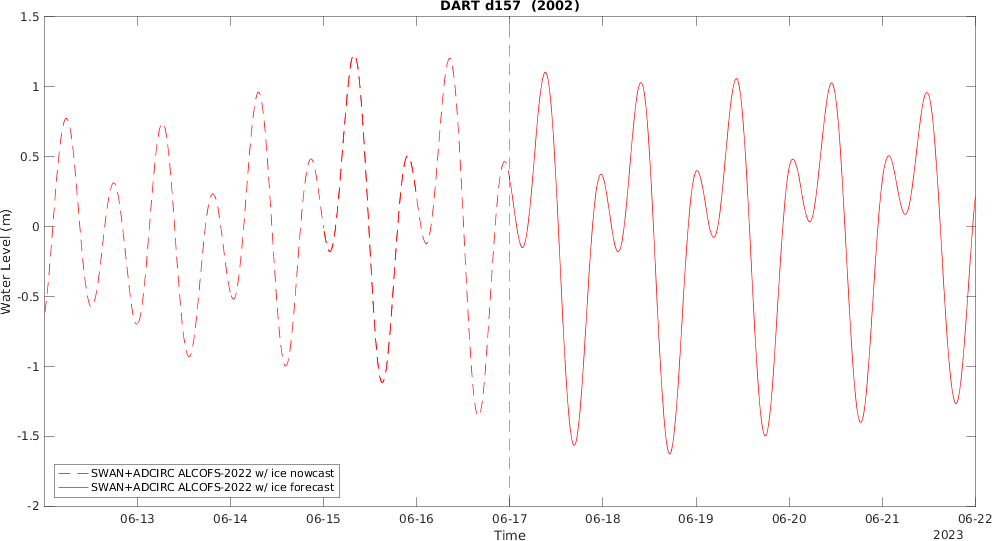 DART d157 (2002)
1.5
1
0.5
0
-0.5
-1
-1.5
-2
Water Level (m)
SWAN+ADCIRC ALCOFS-2022 w/ ice nowcast
SWAN+ADCIRC ALCOFS-2022 w/ ice forecast
06-13 06-14 06-15 06-16 06-17 06-18 06-19 06-20 06-21 06-22
Time
2023